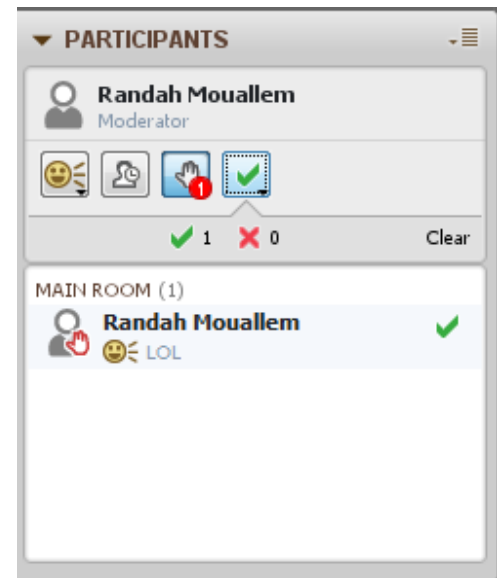 PARTICIPANTS
Randah Mouallem
Moderator
1
1 0 Clear
MAIN ROOM (1)
Randah Mouallem
LOL